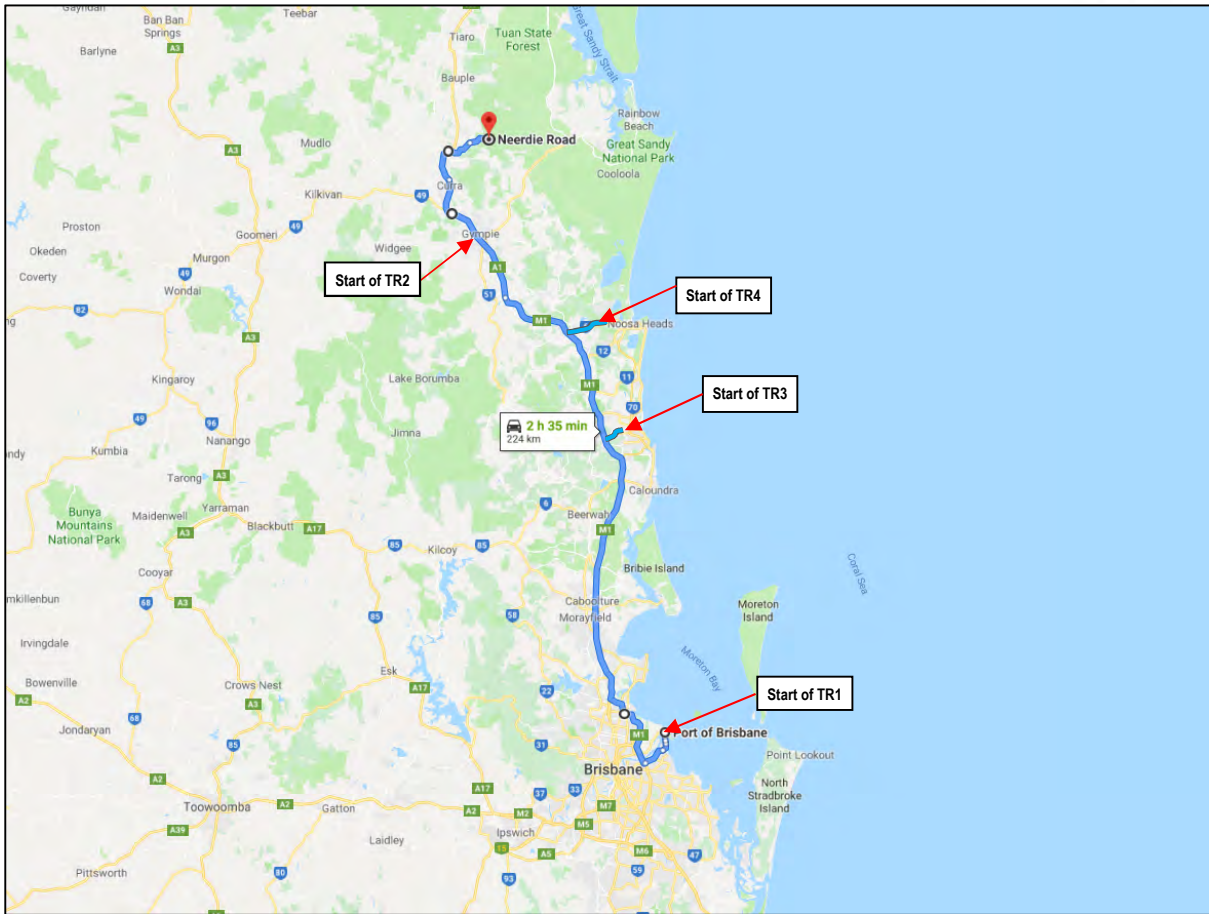 Gayndah
Teebar
Ban Ban
Springs
A3
Tiaro
Tuan State
Forest
Great Sandy Strait
Barlyne
Bauple
Rainbow
Beach
Neerdie Road
Great Sandy
National Park
Mudlo
A3
Cooloola
Curra
Kilkivan
49
49
Proston
Goomeri
Gympie
Widgee
Okeden
Murgon
Coverty
49
Start of TR2
A1
Wondai
51
Start of TR4
82
M1
Noosa Heads
A3
12
Lake Borumba
11
Kingaroy
M1
70
Start of TR3
49
96
2 h 35 min
224 km
Jimna
Nanango
Kumbia
A3
Tarong
Caloundra
6
Yarraman
Beerwah
Bunya
Mountains
National Park
Maidenwell
Blackbutt
A17
M1
85
Kilcoy
85
Bribie Island
Coral Sea
Cooyar
68
A3
Caboolture
Morayfield
Moreton
Island
58
85
Irvingdale
Moreton Bay
Esk
Bowenville
Crows Nest
A17
22
Start of TR1
A2
68
A3
Jondaryan
85
M1
Port of Brisbane
31
Point Lookout
A2
Brisbane
North
Stradbroke
Island
A17
37
33
Toowoomba
A2
Gatton
M7
A2
M2
A39
M5
Ipswich
Laidley
15
A5
M6
47
Pittsworth
80
93
59